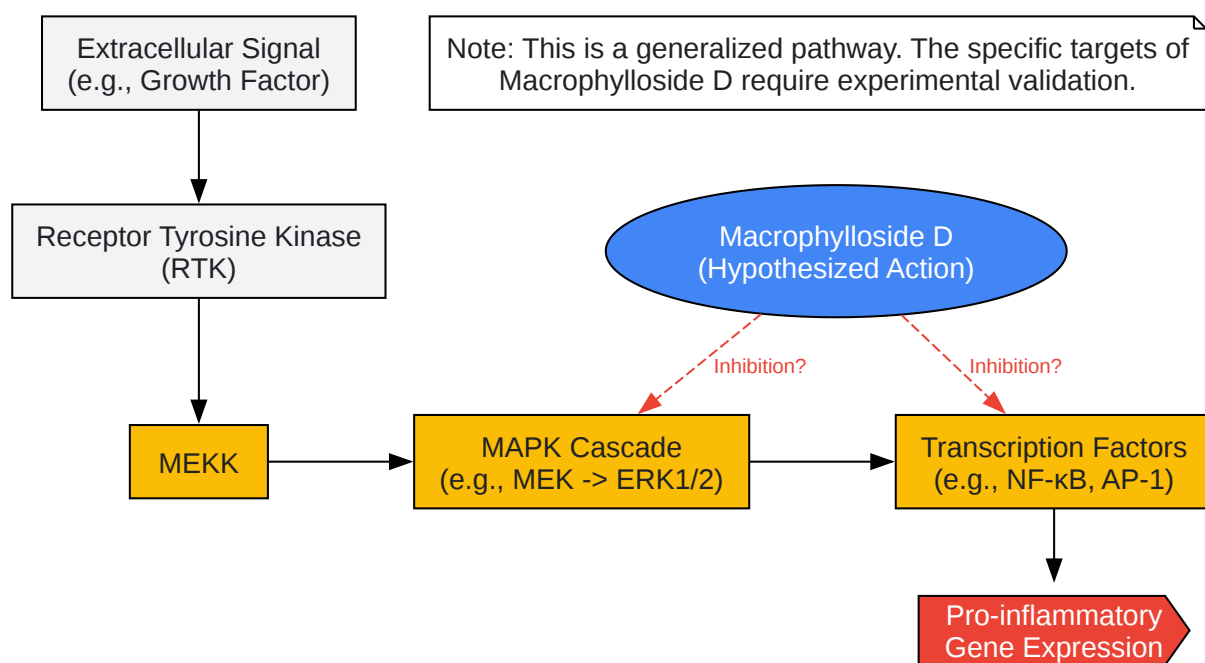 Extracellular Signal
(e.g., Growth Factor)
Note: This is a generalized pathway. The specific targets of
Macrophylloside D require experimental validation.
Receptor Tyrosine Kinase
(RTK)
Macrophylloside D
(Hypothesized Action)
Inhibition?
Inhibition?
MEKK
MAPK Cascade
(e.g., MEK -> ERK1/2)
Transcription Factors
(e.g., NF-κB, AP-1)
Pro-inflammatory
Gene Expression